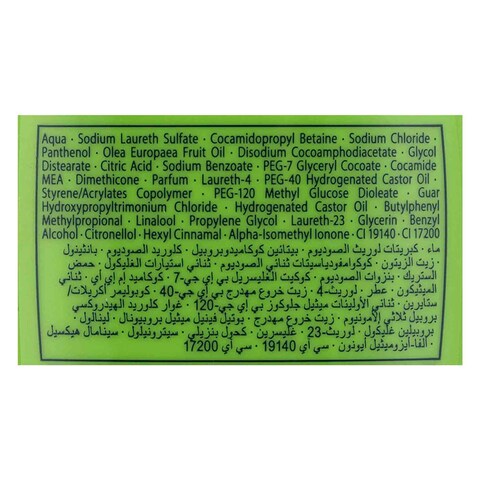 Aqua · Sodium Laureth Sulfate · Cocamidopropyl Betaine · Sodium Chloride ·
Panthenol · Olea Europaea Fruit Oil · Disodium Cocoamphodiacetate · Glycol
Distearate · Citric Acid · Sodium Benzoate · PEG-7 Glyceryl Cocoate · Cocamide
MEA · Dimethicone · Parfum · Laureth-4 · PEG-40 Hydrogenated Castor Oil ·
Styrene/Acrylates Copolymer · PEG-120 Methyl Glucose Dioleate · Guar
Hydroxypropyltrimonium Chloride · Hydrogenated Castor Oil · Butylphenyl
Methylpropional · Linalool · Propylene Glycol · Laureth-23 · Glycerin · Benzyl
Alcohol · Citronellol · Hexyl Cinnamal · Alpha-Isomethyl Ionone · CI 19140 · CI 17200
ماء · كبريتات لوريث الصوديوم · بيتائين كوكاميدوبروبيل · كلوريد الصوديوم · بانثينول
· زيت الزيتون · كوكوامفودياسيتات ثنائي الصوديوم · ثنائي استيارات الغليكول · حمض
الستريك · بنزوات الصوديوم · كوكيت الغليسريل بي إي جي-7 · كوكاميد إم إي إي · ثنائي
الميثيكون · عطر · لوريث-4 · زيت خروع مهدرج بي إي جي-40 · كوبوليمر أكريلات/
ستايرين · ثنائي الأوليئات ميثيل جلوكوز بي إي جي-120 · غوار كلوريد الهيدروكسي
بروبيل ثلاثي الأمونيوم · زيت خروع مهدرج · بوتيل فينيل ميثيل بروبيونال · لينالول ·
بروبيلين غليكول · لوريث-23 · غليسرين · كحول بنزيلي · سيترونيلول · سينامال هيكسيل
· ألفا-آيزوميثيل آيونون · سي آي 19140 · سي آي 17200